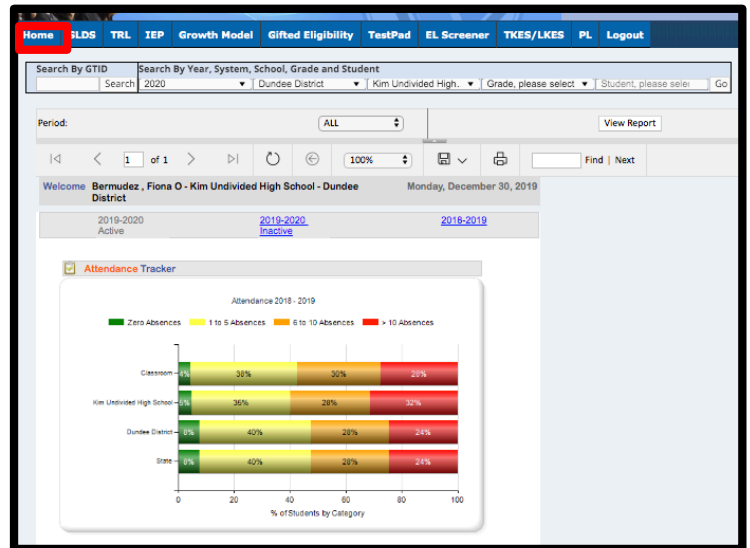 Home SLDS TRL IEP Growth Model Gifted Eligibility TestPad EL Screener TKES/LKES PL Logout
Search By GTID Search By Year, System, School, Grade and Student
Search 2020 Dundee District Kim Undivided High. Grade, please select Student, please selec Go
Period: ALL View Report
1 of 1 100% Find | Next
Welcome Bermudez , Fiona O - Kim Undivided High School - Dundee District Monday, December 30, 2019
2019-2020 Active 2019-2020 Inactive 2018-2019
Attendance Tracker
Attendance 2018 - 2019
Zero Absences 1 to 5 Absences 6 to 10 Absences > 10 Absences
Classroom 4% 38% 30% 28%
Kim Undivided High School 5% 35% 28% 32%
Dundee District 8% 40% 28% 24%
State 8% 40% 28% 24%
0 20 40 60 80 100
% of Students by Category